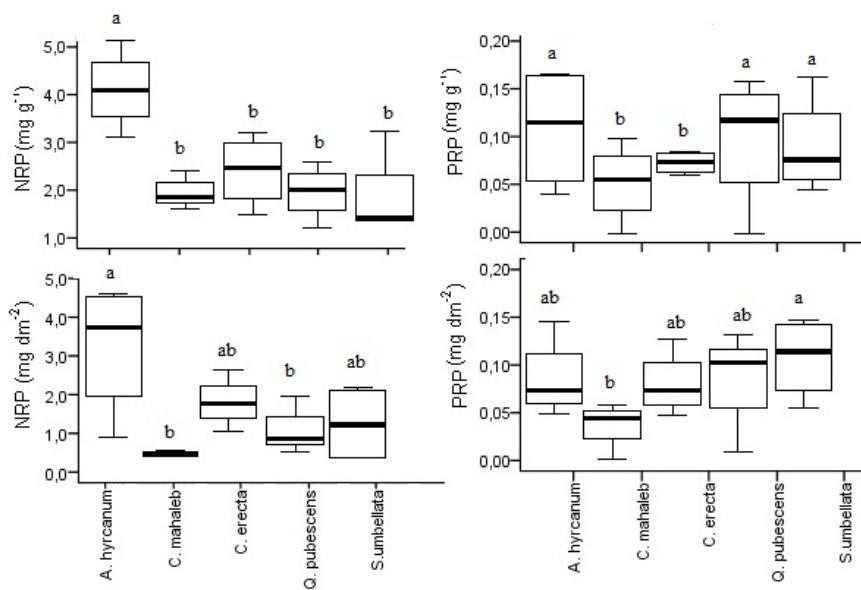 a
5,0
4,0
3,0
2,0
1,0
NRP (mg g-1)
b
b
b
b
0,20
0,15
0,10
0,05
0,00
PRP (mg g-1)
a
b
b
a
a
5,0
4,0
3,0
2,0
1,0
0,0
NRP (mg dm-2)
a
b
ab
b
ab
A. hyrcanum
C. mahaleb
C. erecta
Q. pubescens
S.umbellata
0,20
0,15
0,10
0,05
0,00
PRP (mg dm-2)
ab
b
ab
ab
a
A. hyrcanum
C. mahaleb
C. erecta
Q. pubescens
S.umbellata